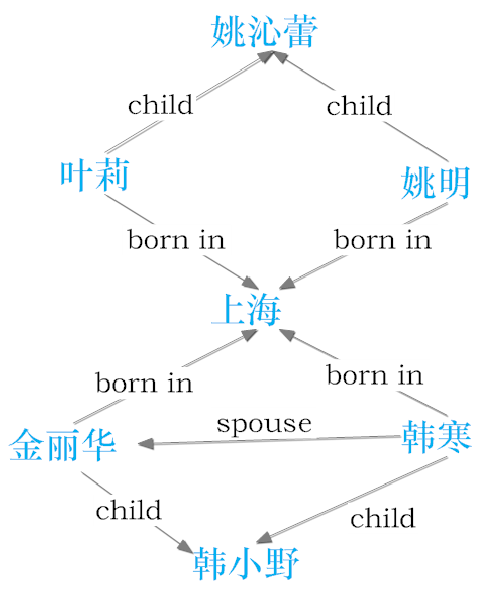 姚沁蕾
child
child
叶莉
姚明
born in
born in
上海
born in
born in
spouse
金丽华
韩寒
child
child
韩小野